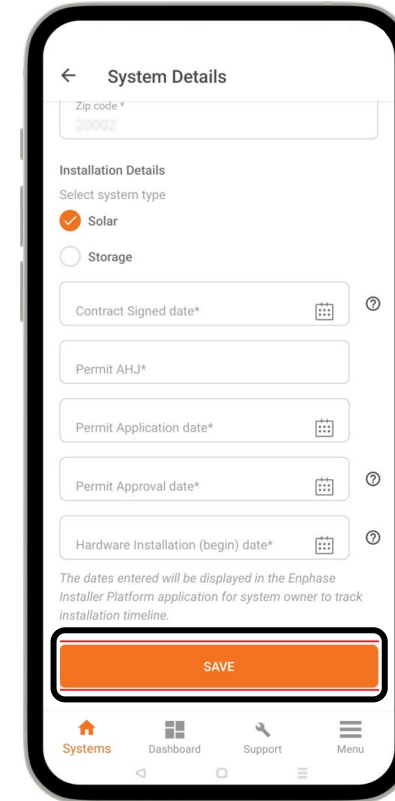 System Details
Zip code *
20002
Installation Details
Select system type
Solar
Storage
Contract Signed date*
Permit AHJ*
Permit Application date*
Permit Approval date*
Hardware Installation (begin) date*
The dates entered will be displayed in the Enphase
Installer Platform application for system owner to track
installation timeline.
SAVE
Systems
Dashboard
Support
Menu